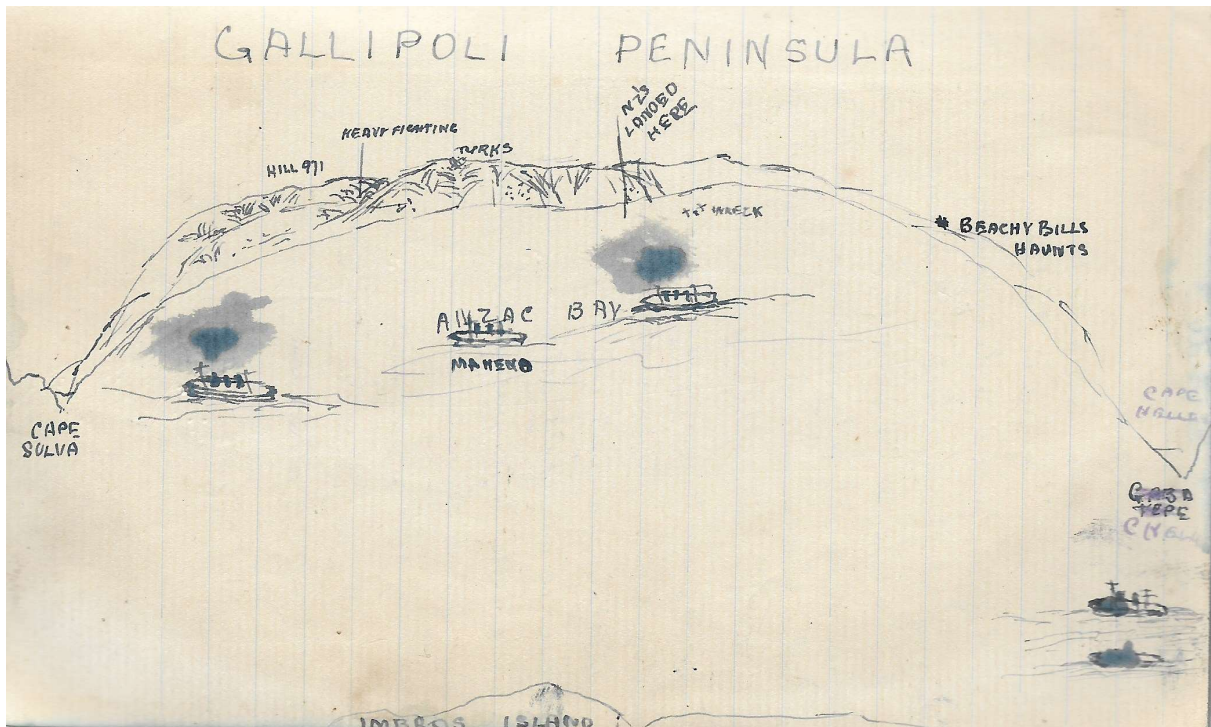 GALLIPOLI PENINSULA
NZ's
LANDED
HERE
HEAVY FIGHTING
TURKS
HILL 971
WRECK
BEACHY BILLS
HAUNTS
ANZAC BAY
MAHENO
CAPE
SULVA
CAPE
GABA
TEPE
IMBROS ISLAND